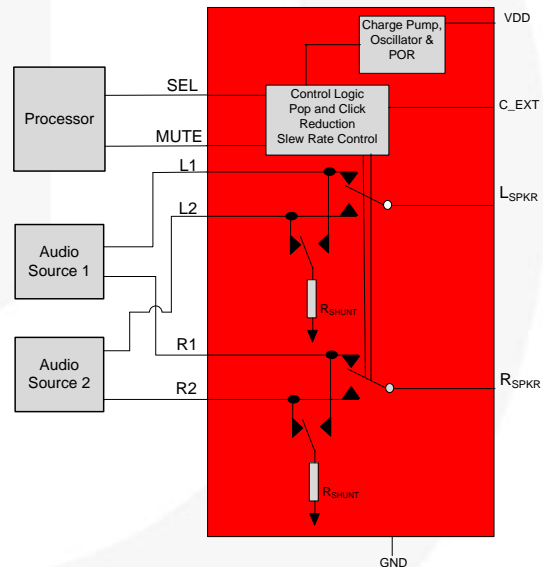 Charge Pump,
Oscillator &
POR
VDD
SEL
Control Logic
Pop and Click
Reduction
Slew Rate Control
C_EXT
Processor
MUTE
L1
LSPKR
L2
Audio
Source 1
RSHUNT
R1
Audio
Source 2
R2
RSPKR
RSHUNT
GND